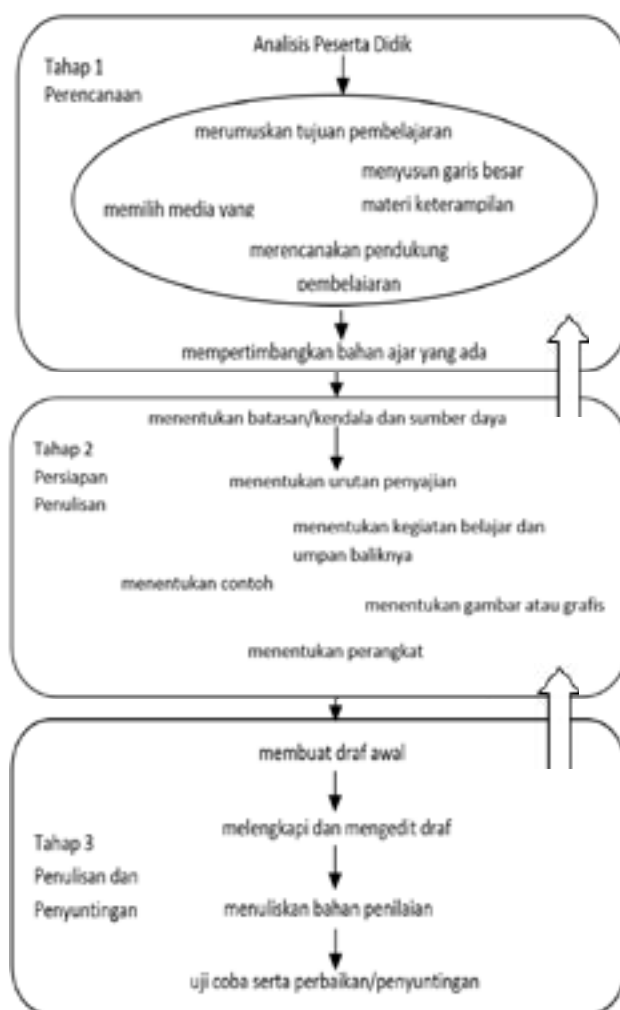 Analisis Peserta Didik
Tahap 1
Perencanaan
merumuskan tujuan pembelajaran
menyusun garis besar
materi keterampilan
memilih media yang
merencanakan pendukung
pembelajaran
mempertimbangkan bahan ajar yang ada
menentukan batasan/kendala dan sumber daya
Tahap 2
Persiapan
Penulisan
menentukan urutan penyajian
menentukan kegiatan belajar dan
umpan baliknya
menentukan contoh
menentukan gambar atau grafis
menentukan perangkat
membuat draf awal
melengkapi dan mengedit draf
Tahap 3
Penulisan dan
Penyuntingan
menuliskan bahan penilaian
uji coba serta perbaikan/penyuntingan